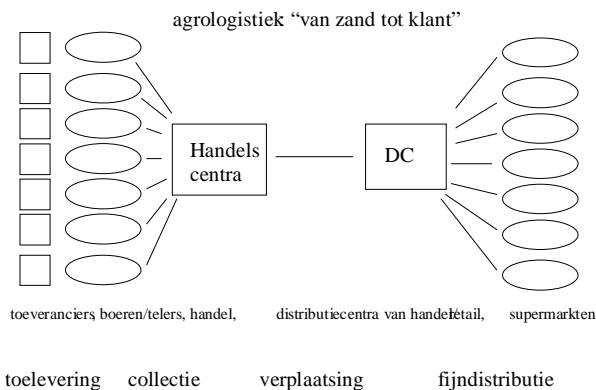 agrologistiek “van zand tot klant”
Handels
centra
DC
toeveranciers, boeren/telers, handel, distributiecentra van handel/retail, supermarkten
toelevering collectie verplaatsing fijndistributie